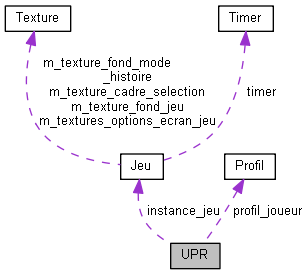 Texture
Timer
m_texture_fond_mode
_histoire
m_texture_cadre_selection
m_texture_fond_jeu
m_textures_options_ecran_jeu
timer
Jeu
Profil
instance_jeu
profil_joueur
UPR